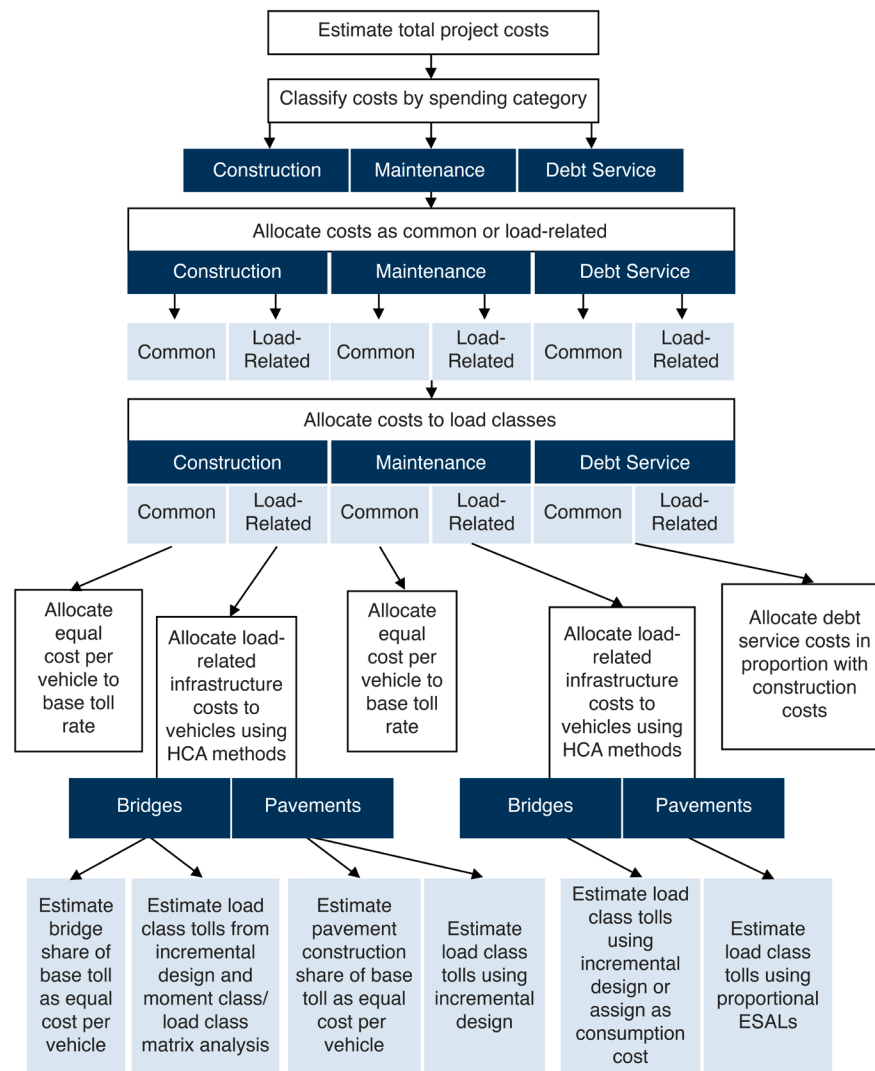 Estimate total project costs
Classify costs by spending category
Construction
Maintenance
Debt Service
Allocate costs as common or load-related
Construction
Maintenance
Debt Service
Common
Load-
Related
Common
Load-
Related
Common
Load-
Related
Allocate costs to load classes
Construction
Maintenance
Debt Service
Common
Load-
Related
Common
Load-
Related
Common
Load-
Related
Allocate
equal
cost per
vehicle to
base toll
rate
Allocate load-
related
infrastructure
costs to
vehicles using
HCA methods
Allocate
equal
cost per
vehicle to
base toll
rate
Allocate load-
related
infrastructure
costs to
vehicles using
HCA methods
Allocate debt
service costs in
proportion with
construction
costs
Bridges
Pavements
Bridges
Pavements
Estimate
bridge
share of
base toll
as equal
cost per
vehicle
Estimate load
class tolls from
incremental
design and
moment class/
load class
matrix analysis
Estimate
pavement
construction
share of base
toll as equal
cost per
vehicle
Estimate
load class
tolls using
incremental
design
Estimate load
class tolls
using
incremental
design or
assign as
consumption
cost
Estimate
load class
tolls using
proportional
ESALs